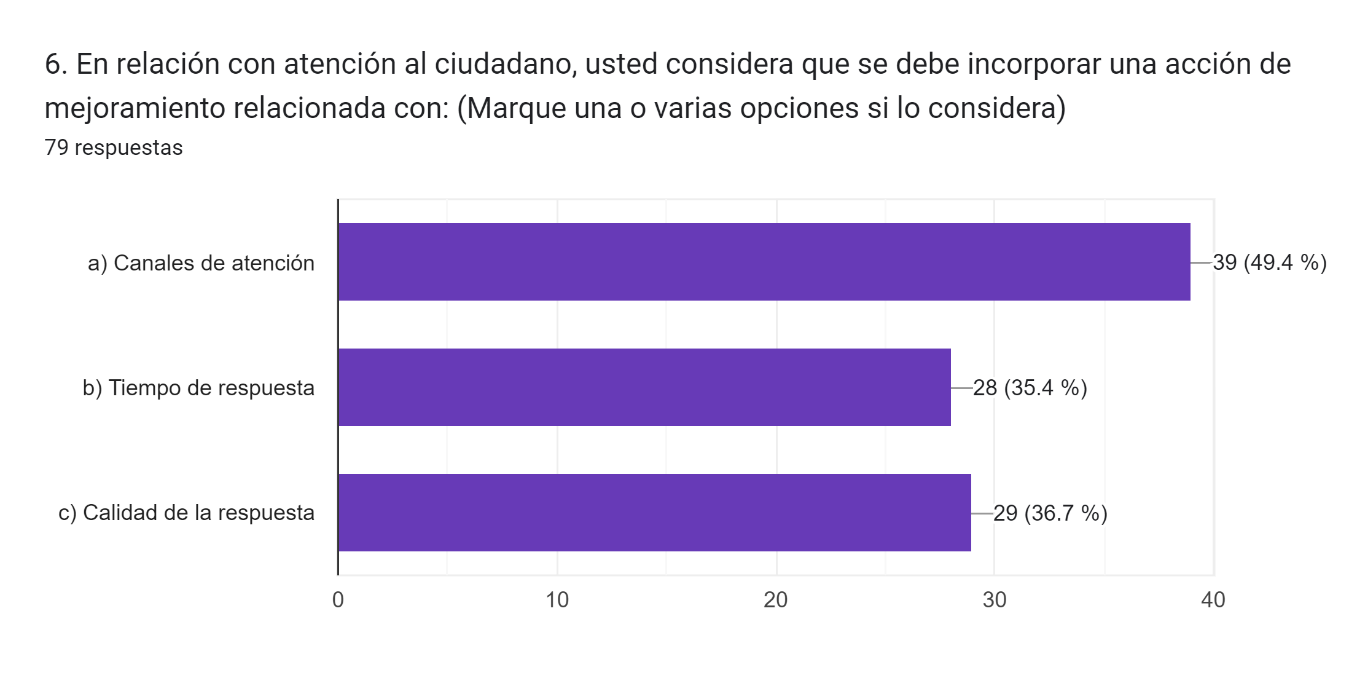 6. En relación con atención al ciudadano, usted considera que se debe incorporar una acción de
mejoramiento relacionada con: (Marque una o varias opciones si lo considera)
79 respuestas
a) Canales de atención
39 (49.4 %)
b) Tiempo de respuesta
28 (35.4 %)
c) Calidad de la respuesta
29 (36.7 %)
0 10 20 30 40